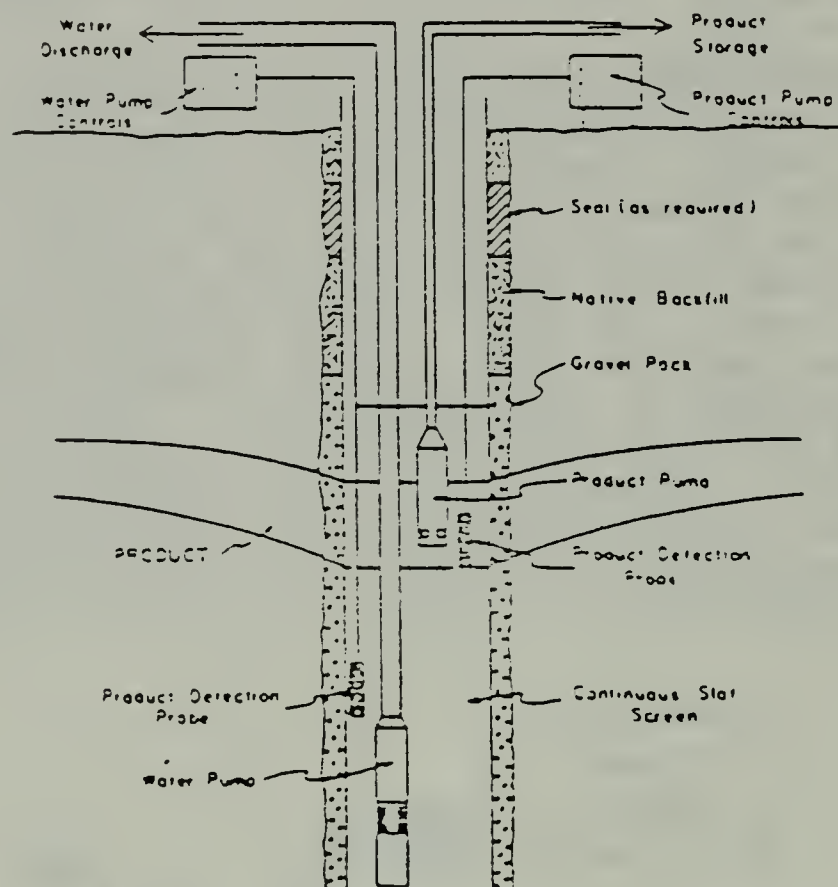 Water
Discharge
Product
Storage
Water Pump
Controls
Product Pump
Controls
Seal (as required)
Native Backfill
Gravel Pack
Product Pump
PRODUCT
Product Detection
Probe
Product Detection
Probe
Continuous Slot
Screen
Water Pump